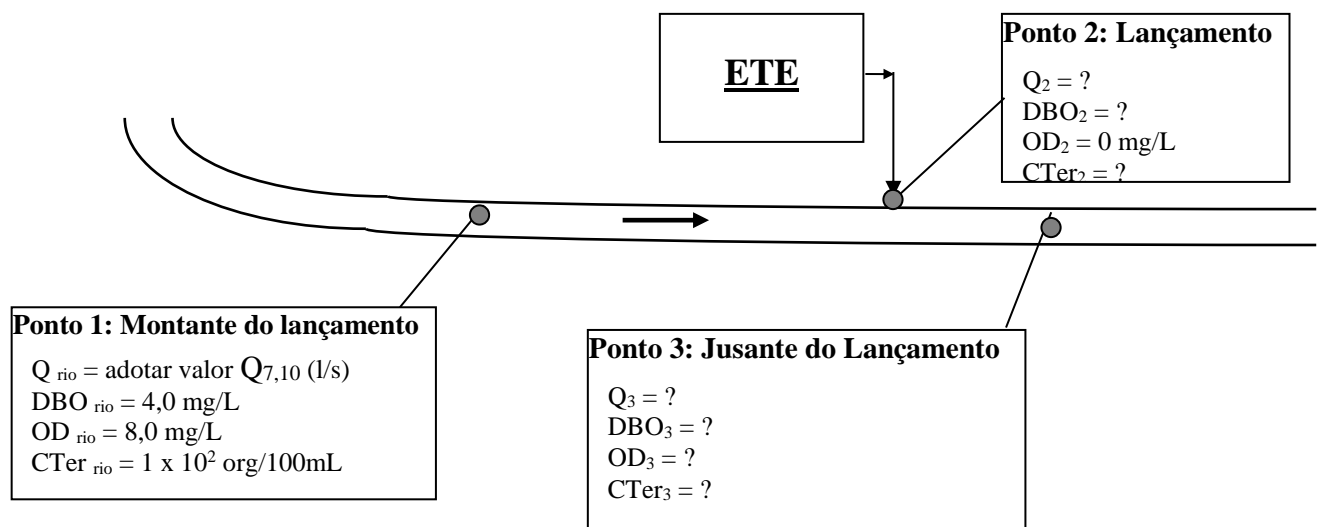 ETE
Ponto 2: Lançamento
Q₂ = ?
DBO₂ = ?
OD₂ = 0 mg/L
CTer₂ = ?
Ponto 1: Montante do lançamento
Q rio = adotar valor Q₇,₁₀ (l/s)
DBO rio = 4,0 mg/L
OD rio = 8,0 mg/L
CTer rio = 1 x 10² org/100mL
Ponto 3: Jusante do Lançamento
Q₃ = ?
DBO₃ = ?
OD₃ = ?
CTer₃ = ?